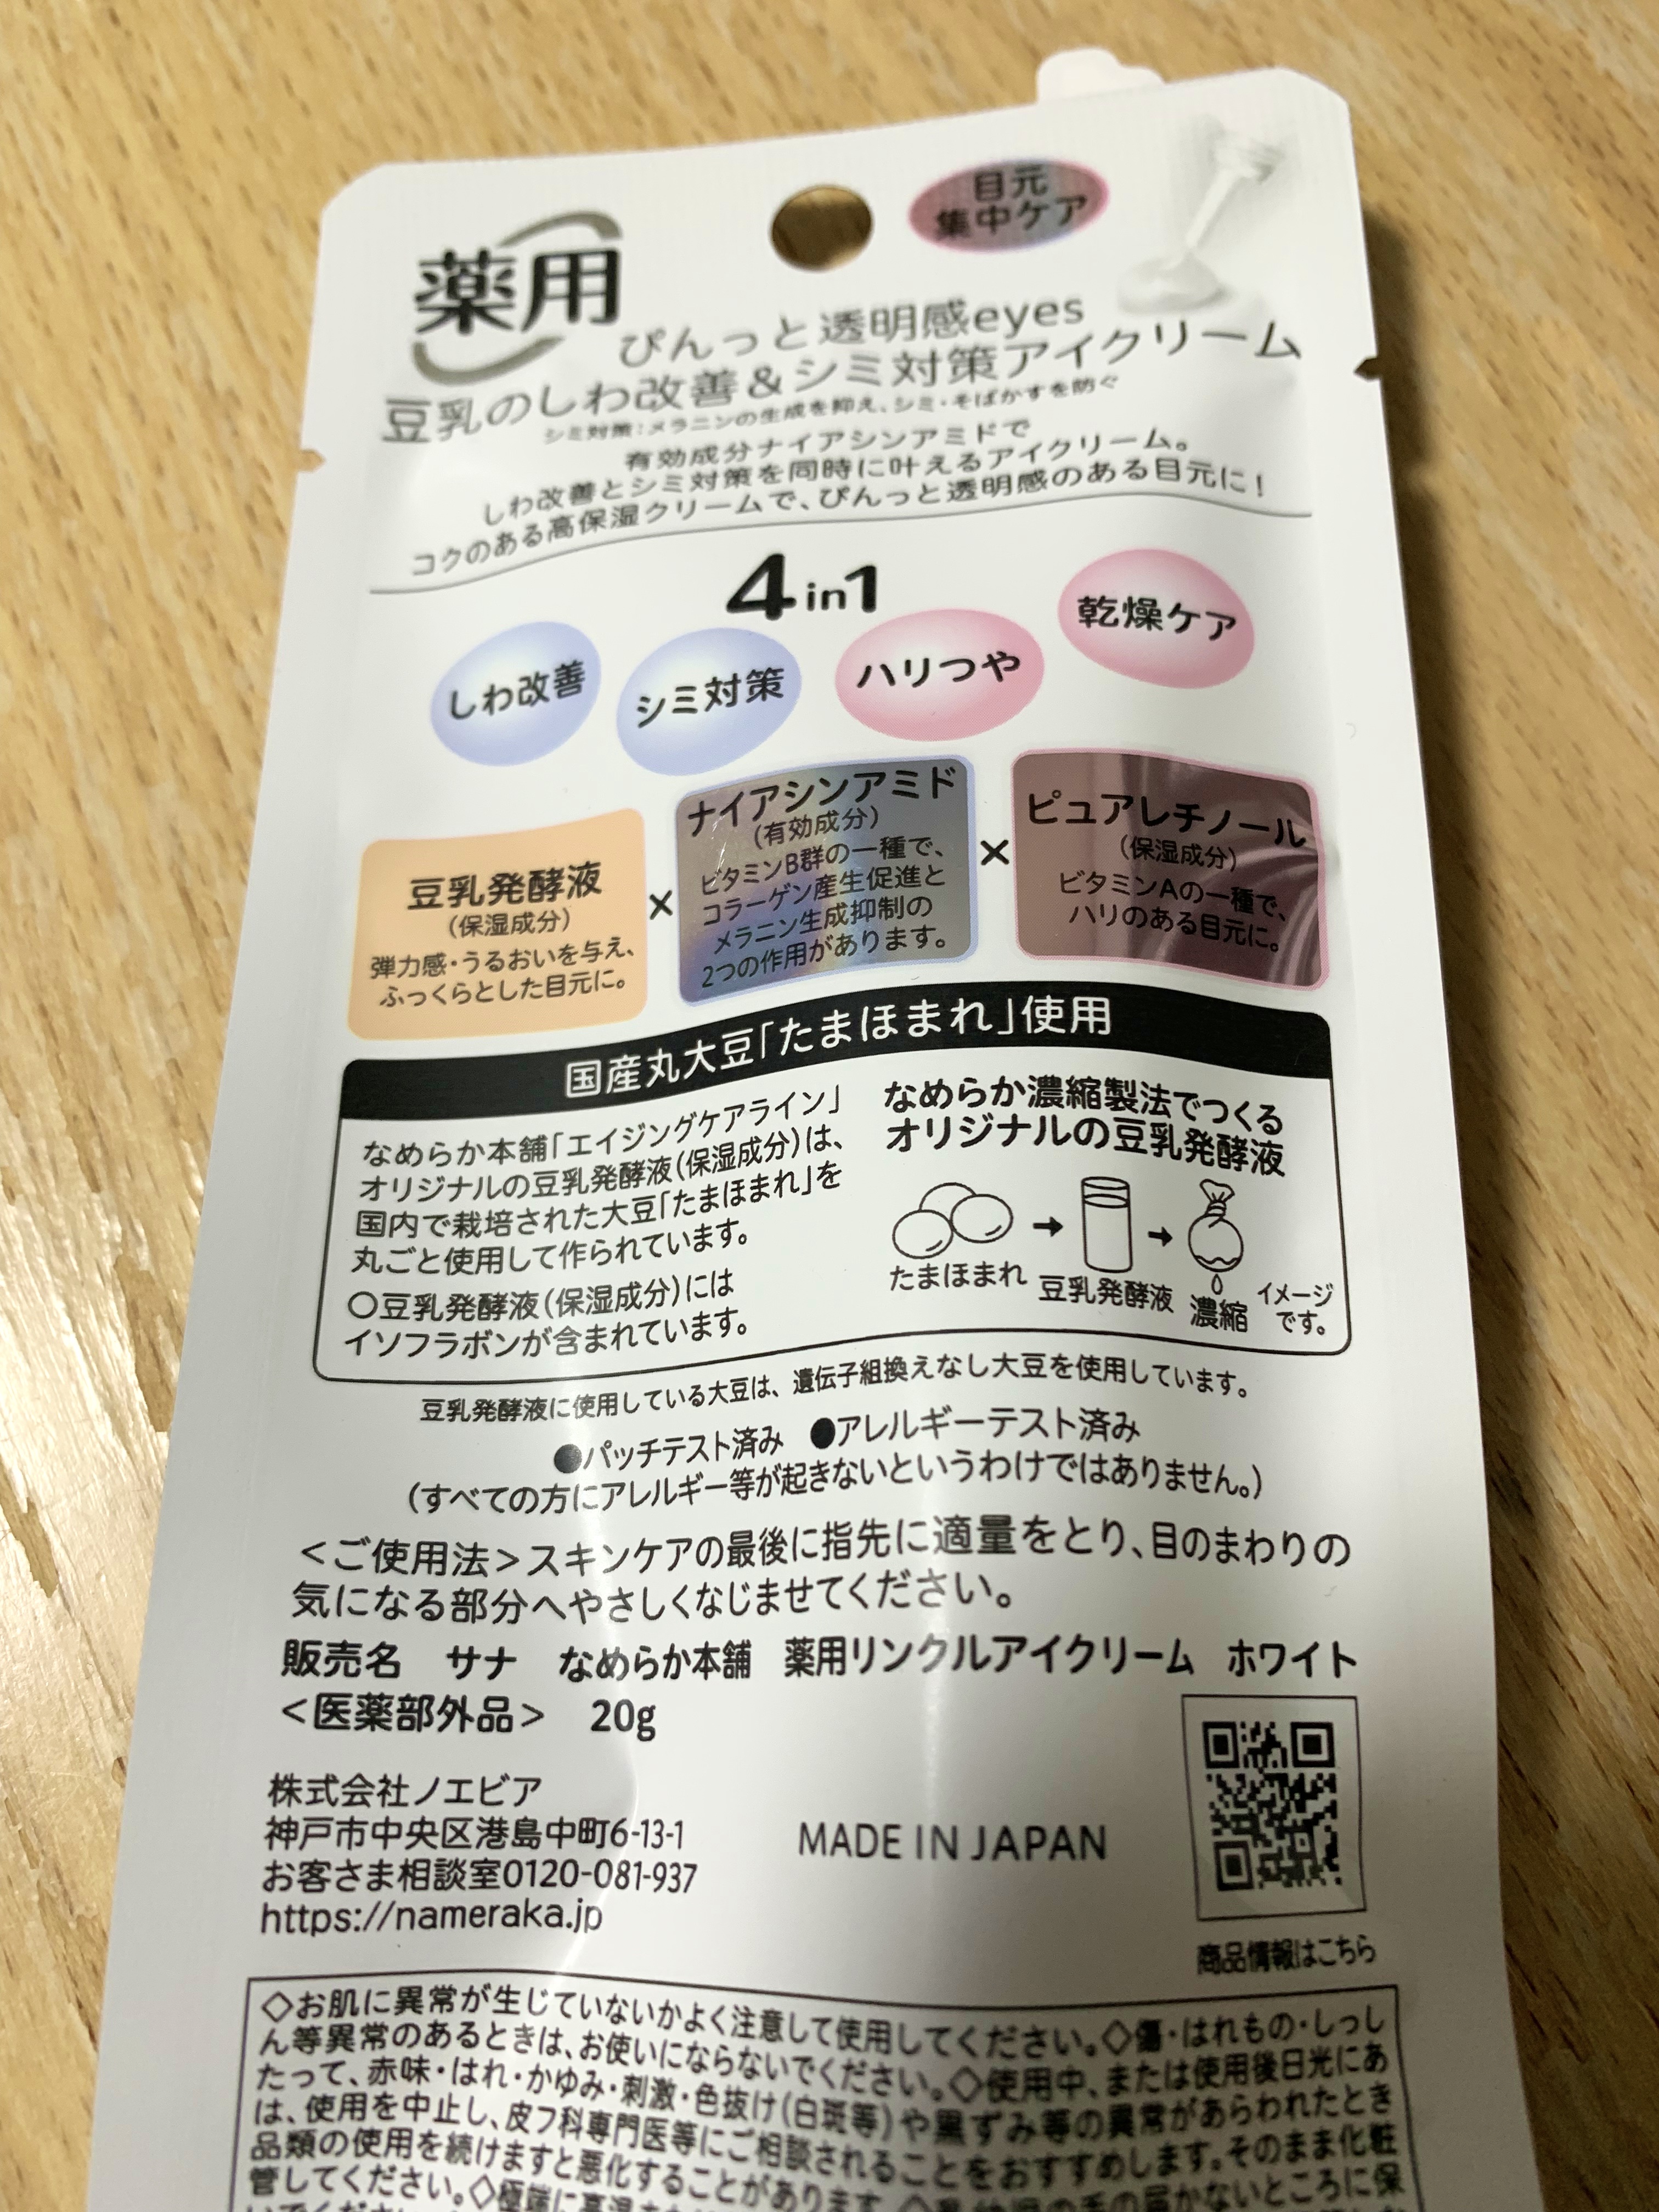 目元
集中ケア
薬用
ぴんっと透明感eyes
豆乳のしわ改善&シミ対策アイクリーム
シミ対策:メラニンの生成を抑え、シミ・そばかすを防ぐ
有効成分ナイアシンアミドで
しわ改善とシミ対策を同時に叶えるアイクリーム。
コクのある高保湿クリームで、ぴんっと透明感のある目元に!
4in1
しわ改善
シミ対策
ハリつや
乾燥ケア
豆乳発酵液
(保湿成分)
弾力感・うるおいを与え、
ふっくらとした目元に。
×
ナイアシンアミド
(有効成分)
ビタミンB群の一種で、
コラーゲン産生促進と
メラニン生成抑制の
2つの作用があります。
×
ピュアレチノール
(保湿成分)
ビタミンAの一種で、
ハリのある目元に。
国産丸大豆「たまほまれ」使用
なめらか本舗「エイジングケアライン」
オリジナルの豆乳発酵液(保湿成分)は、
国内で栽培された大豆「たまほまれ」を
丸ごと使用して作られています。
○豆乳発酵液(保湿成分)には
イソフラボンが含まれています。
なめらか濃縮製法でつくる
オリジナルの豆乳発酵液
たまほまれ
豆乳発酵液
濃縮
イメージ
です。
豆乳発酵液に使用している大豆は、遺伝子組換えなし大豆を使用しています。
●パッチテスト済み ●アレルギーテスト済み
(すべての方にアレルギー等が起きないというわけではありません。)
<ご使用法>スキンケアの最後に指先に適量をとり、目のまわりの
気になる部分へやさしくなじませてください。
販売名 サナ なめらか本舗 薬用リンクルアイクリーム ホワイト
<医薬部外品> 20g
株式会社ノエビア
神戸市中央区港島中町6-13-1
お客さま相談室0120-081-937
https://nameraka.jp
MADE IN JAPAN
商品情報はこちら
◇お肌に異常が生じていないかよく注意して使用してください。◇傷・はれもの・しっし
ん等異常のあるときは、お使いにならないでください。◇使用中、または使用後日光にあ
たって、赤味・はれ・かゆみ・刺激・色抜け(白斑等)や黒ずみ等の異常があらわれたとき
は、使用を中止し、皮フ科専門医等にご相談されることをおすすめします。そのまま化粧
品類の使用を続けますと悪化することがあります。
管してください。◇極端に高温または